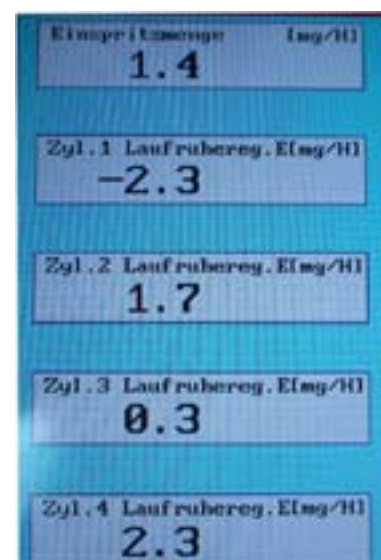 Einspritzmenge [mg/H]
1.4
Zyl.1 Laufruhereg.E[mg/H]
-2.3
Zyl.2 Laufruhereg.E[mg/H]
1.7
Zyl.3 Laufruhereg.E[mg/H]
0.3
Zyl.4 Laufruhereg.E[mg/H]
2.3